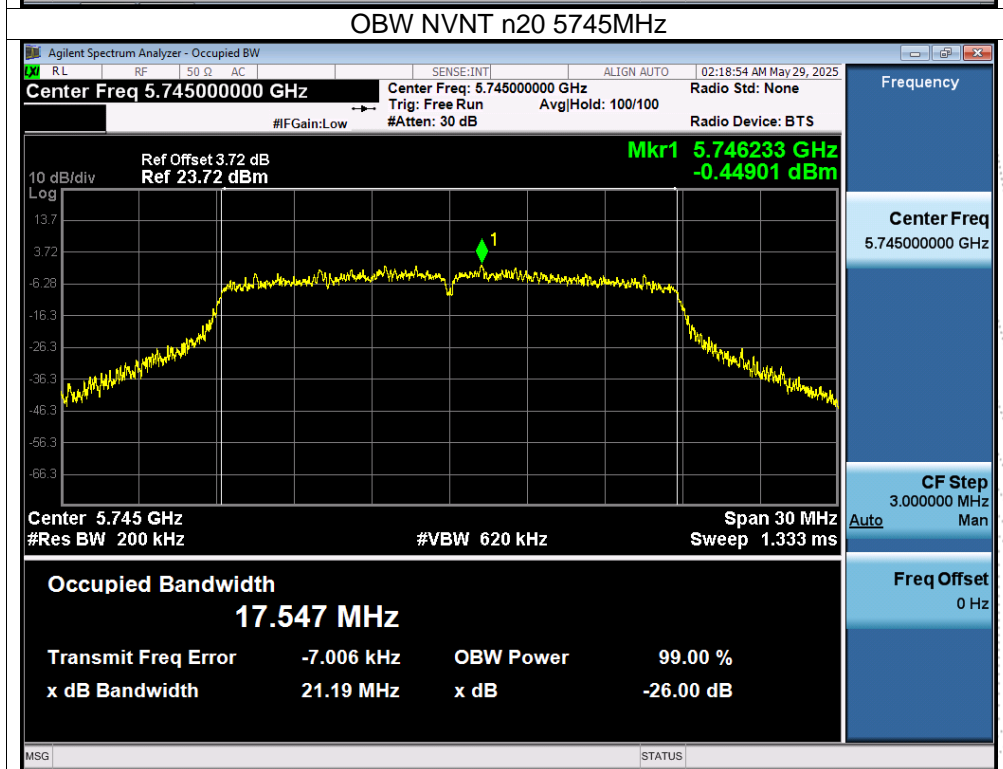 OBW NVNT n20 5745MHz
Agilent Spectrum Analyzer - Occupied BW
LXI RL RF 50 Ω AC SENSE:INT ALIGN AUTO 02:18:54 AM May 29, 2025
Center Freq 5.745000000 GHz
Center Freq: 5.745000000 GHz
Radio Std: None
Trig: Free Run Avg|Hold: 100/100
#IFGain:Low #Atten: 30 dB Radio Device: BTS
Frequency
Mkr1 5.746233 GHz
-0.44901 dBm
Ref Offset 3.72 dB
10 dB/div Ref 23.72 dBm
Log
13.7
3.72
-6.28
-16.3
-26.3
-36.3
-46.3
-56.3
-66.3
1
Center 5.745 GHz Span 30 MHz
#Res BW 200 kHz #VBW 620 kHz Sweep 1.333 ms
Center Freq
5.745000000 GHz
CF Step
3.000000 MHz
Auto Man
Freq Offset
0 Hz
Occupied Bandwidth
17.547 MHz
Transmit Freq Error -7.006 kHz OBW Power 99.00 %
x dB Bandwidth 21.19 MHz x dB -26.00 dB
MSG STATUS